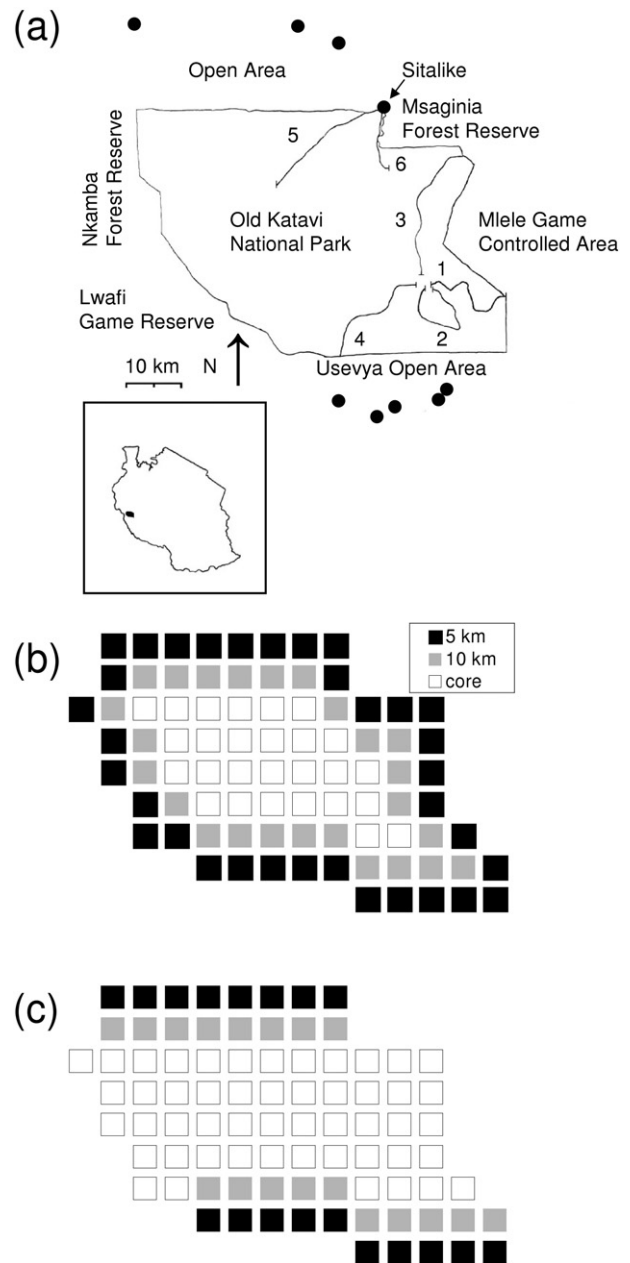 (a)
Open Area
Sitalike
Msaginia
Forest Reserve
Nkamba
Forest Reserve
5
6
Old Katavi
National Park
3
Mlele Game
Controlled Area
1
Lwafi
Game Reserve
4
2
10 km
N
Usevya Open Area
(b)
5 km
10 km
core
(c)